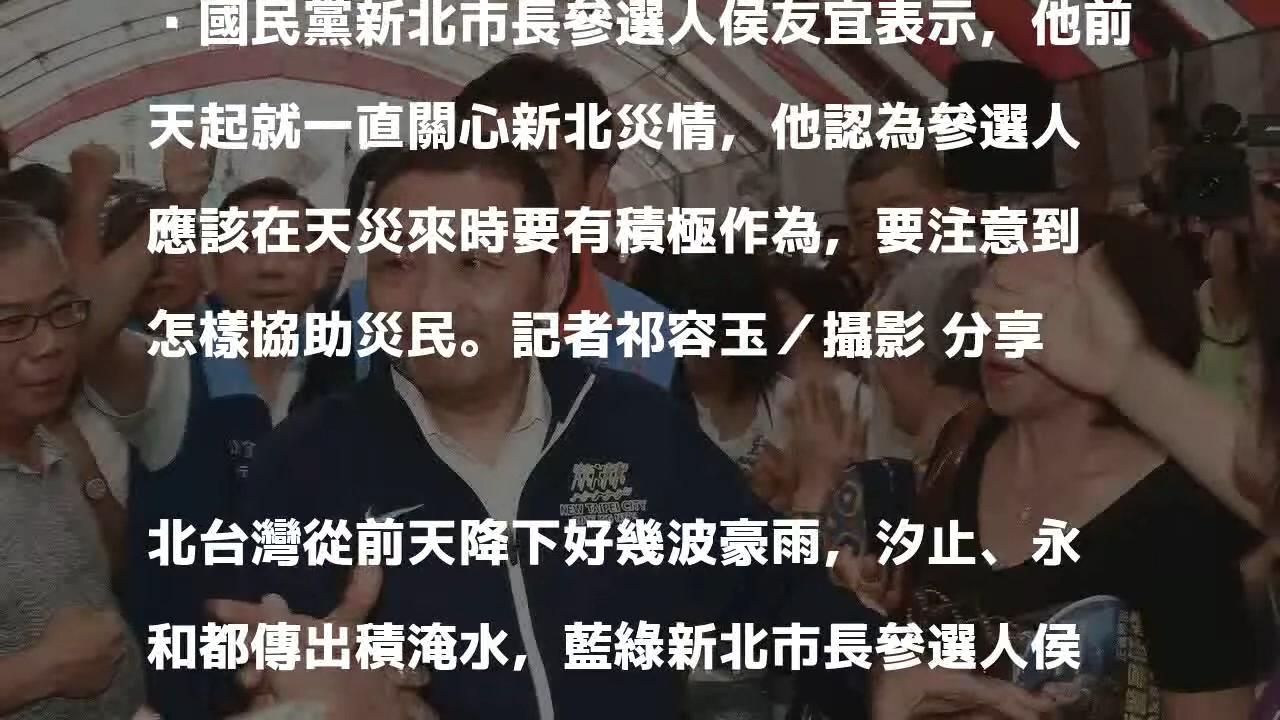 ·國民黨新北市長參選人侯友宜表示，他前
天起就一直關心新北災情，他認為參選人
應該在天災來時要有積極作為，要注意到
怎樣協助災民。記者祁容玉／攝影 分享
NEW TAIPEI CITY
北台灣從前天降下好幾波豪雨，汐止、永
和都傳出積淹水，藍綠新北市長參選人侯